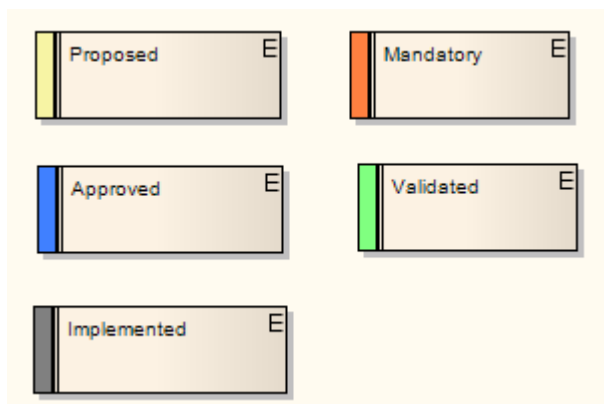 Proposed E
Mandatory E
Approved E
Validated E
Implemented E